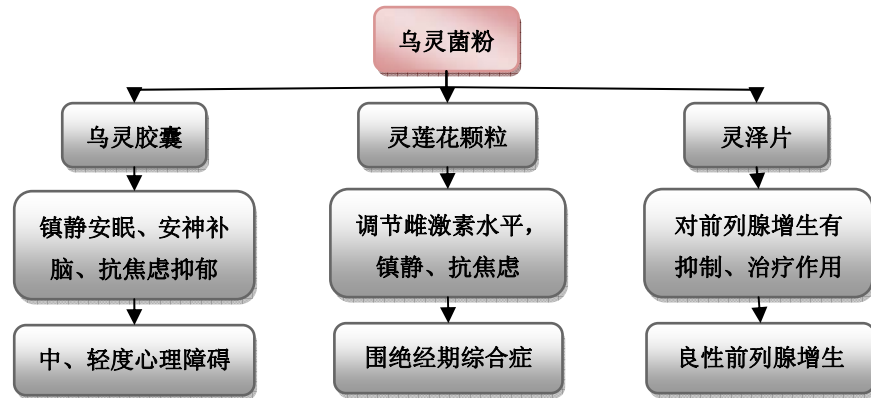 乌灵菌粉
乌灵胶囊
灵莲花颗粒
灵泽片
镇静安眠、安神补
脑、抗焦虑抑郁
调节雌激素水平，
镇静、抗焦虑
对前列腺增生有
抑制、治疗作用
中、轻度心理障碍
围绝经期综合症
良性前列腺增生